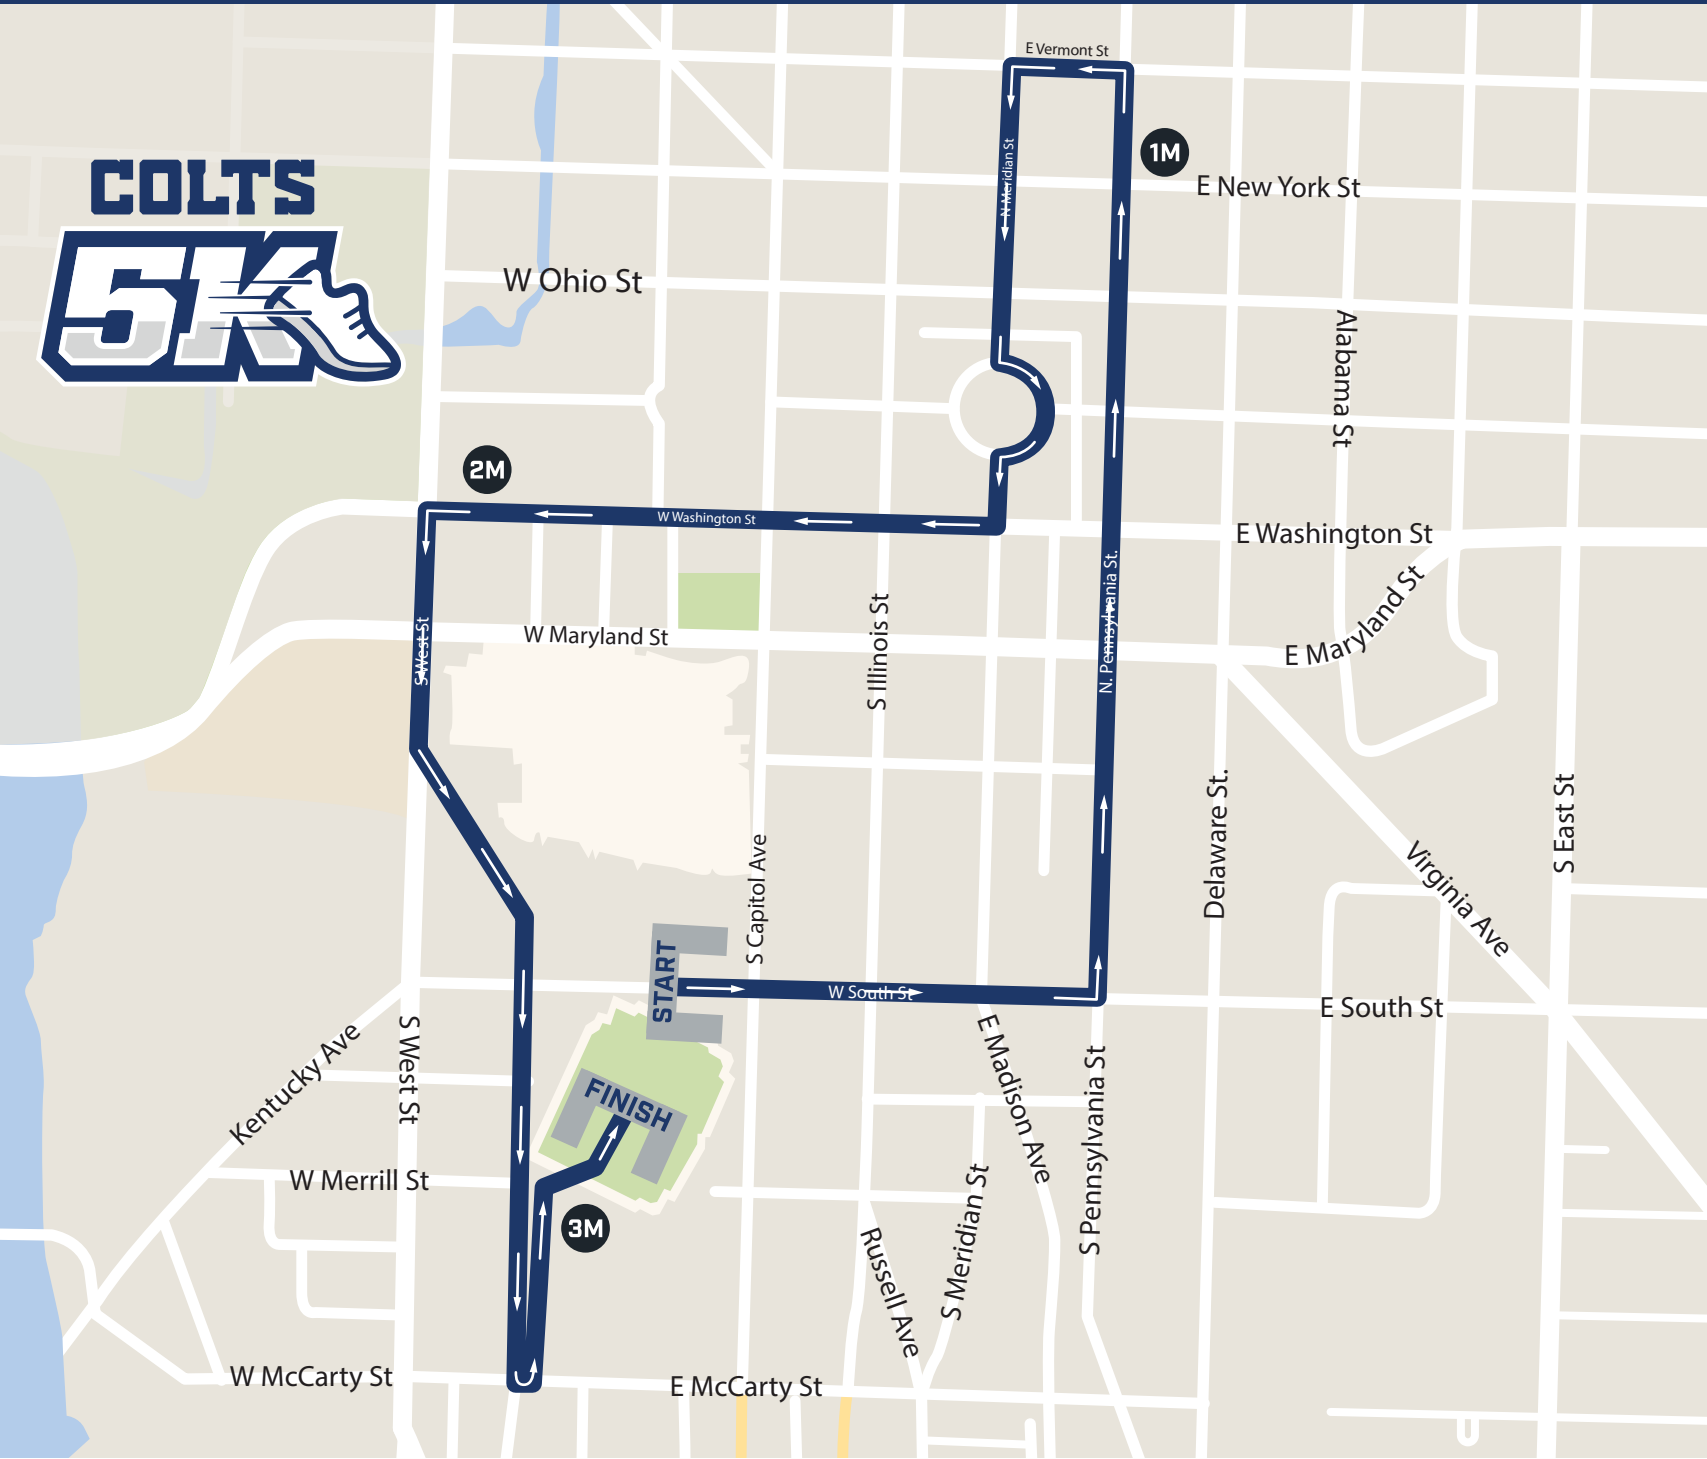 E Vermont St
1M
N Meridian St
COLTS
5K
E New York St
W Ohio St
Alabama St
2M
W Washington St
E Washington St
N. Pennsylvania St.
E Maryland St
S West St
W Maryland St
S Illinois St
Delaware St.
S East St
Virginia Ave
S Capitol Ave
START
W South St
E South St
Kentucky Ave
S West St
E Madison Ave
S Pennsylvania St
FINISH
W Merrill St
3M
S Meridian St
Russell Ave
W McCarty St
E McCarty St